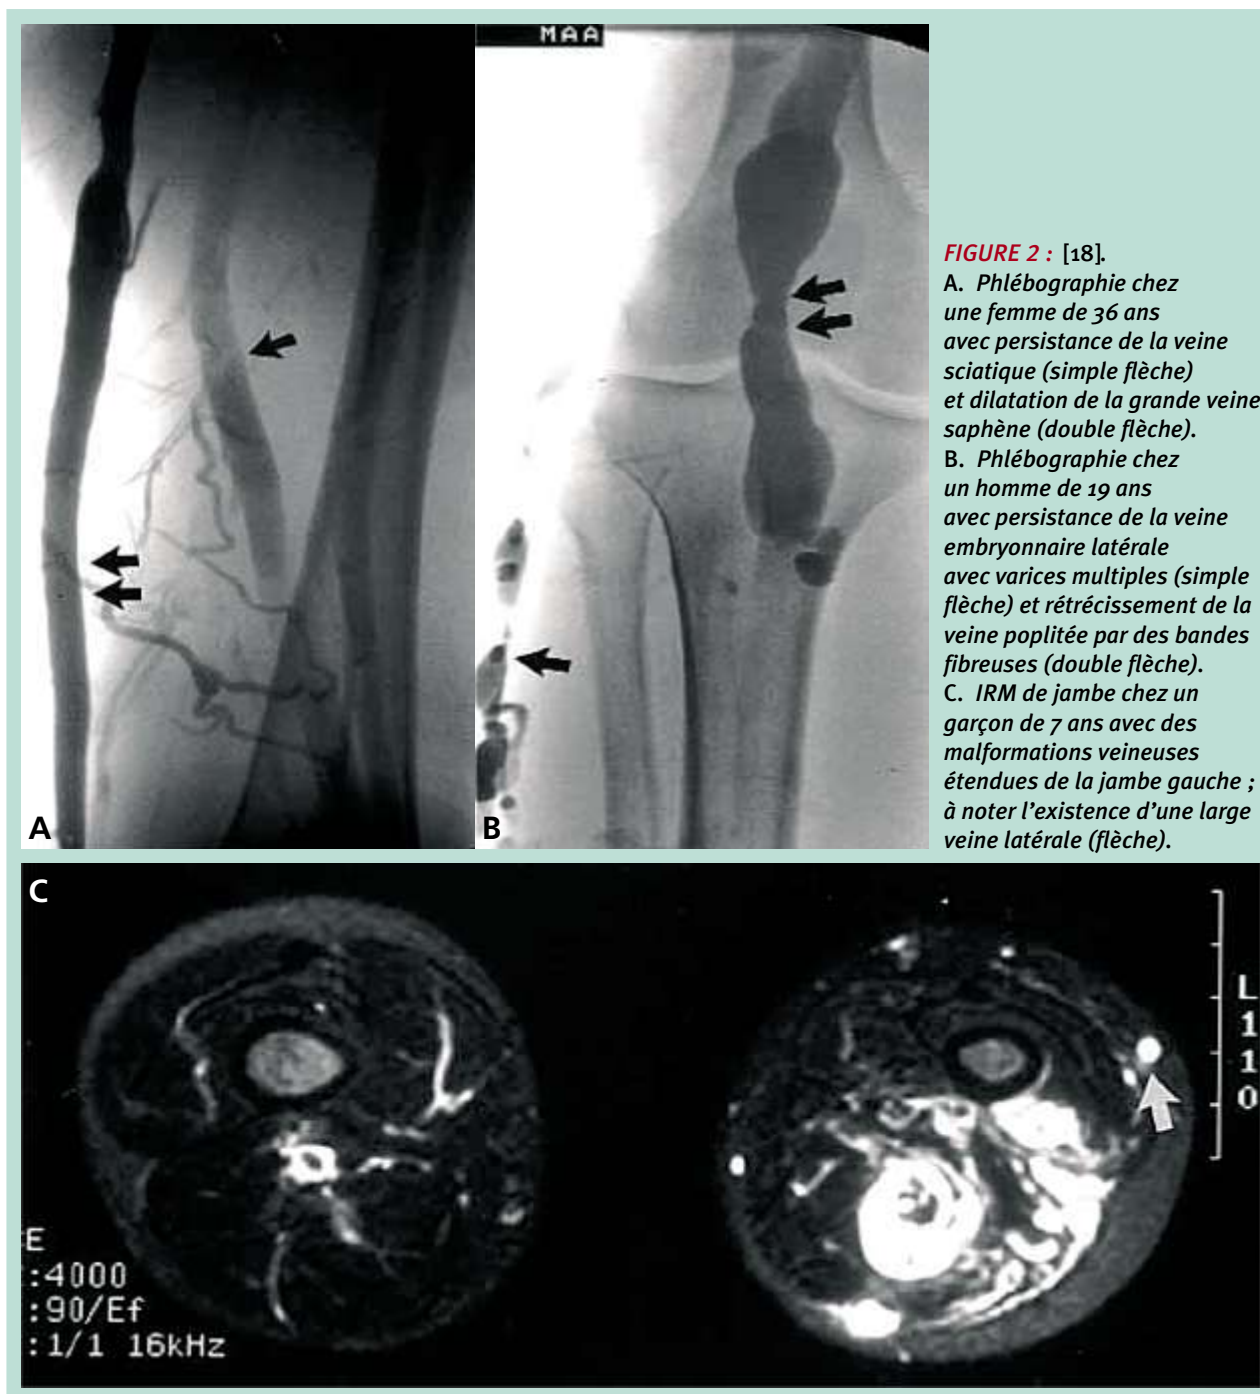 MAA
A
B
FIGURE 2 : [18].
A. Phlébographie chez
une femme de 36 ans
avec persistance de la veine
sciatique (simple flèche)
et dilatation de la grande veine
saphène (double flèche).
B. Phlébographie chez
un homme de 19 ans
avec persistance de la veine
embryonnaire latérale
avec varices multiples (simple
flèche) et rétrécissement de la
veine poplitée par des bandes
fibreuses (double flèche).
C. IRM de jambe chez un
garçon de 7 ans avec des
malformations veineuses
étendues de la jambe gauche ;
à noter l'existence d'une large
veine latérale (flèche).
C
L
1
1
0
E
:4000
:90/Ef
:1/1 16kHz